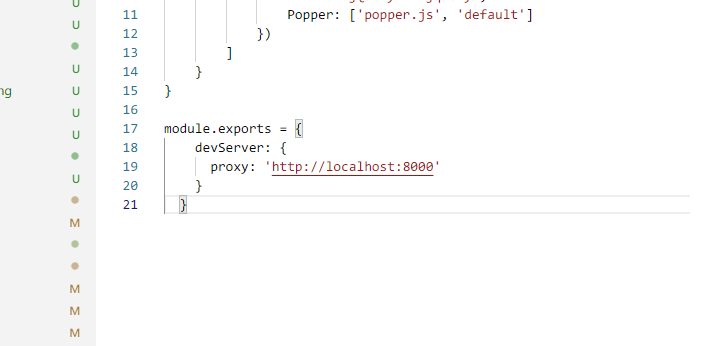 U
11 Popper: ['popper.js', 'default']
U
12 })
13 ]
U
14 }
ng
U
15 }
U
16
U
17 module.exports = {
18 devServer: {
19 proxy: 'http://localhost:8000'
U
20 }
21 }
M
M
M
M